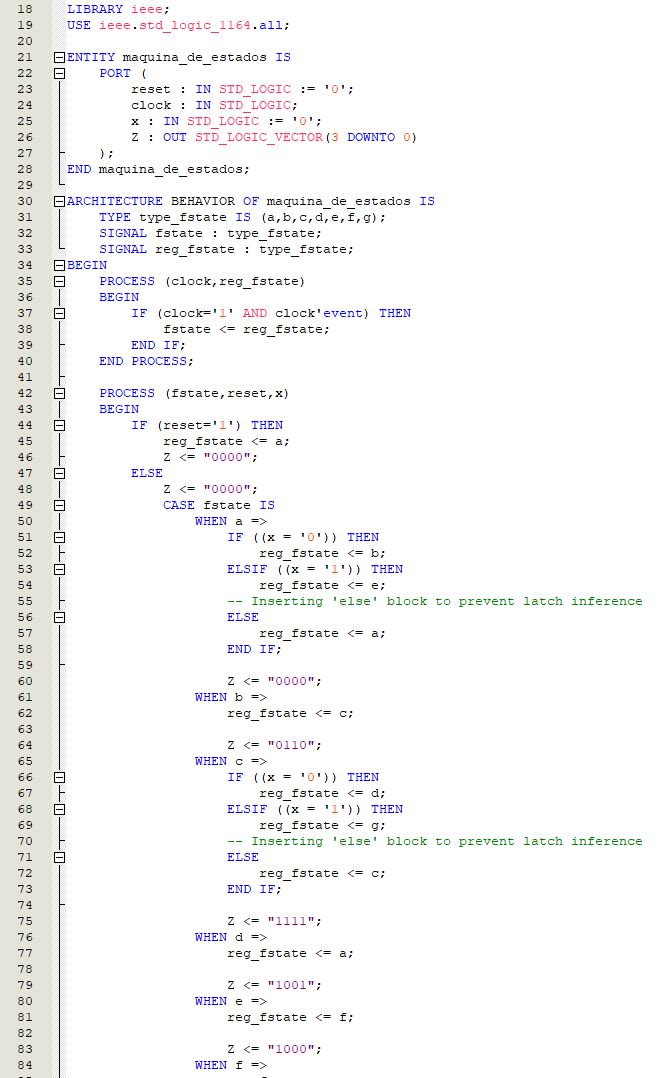 18 LIBRARY ieee;
19 USE ieee.std_logic_1164.all;
20
21 ENTITY maquina_de_estados IS
22     PORT (
23         reset : IN STD_LOGIC := '0';
24         clock : IN STD_LOGIC;
25         x : IN STD_LOGIC := '0';
26         Z : OUT STD_LOGIC_VECTOR(3 DOWNTO 0)
27     );
28 END maquina_de_estados;
29
30 ARCHITECTURE BEHAVIOR OF maquina_de_estados IS
31     TYPE type_fstate IS (a,b,c,d,e,f,g);
32     SIGNAL fstate : type_fstate;
33     SIGNAL reg_fstate : type_fstate;
34 BEGIN
35     PROCESS (clock,reg_fstate)
36     BEGIN
37         IF (clock='1' AND clock'event) THEN
38             fstate <= reg_fstate;
39         END IF;
40     END PROCESS;
41
42     PROCESS (fstate,reset,x)
43     BEGIN
44         IF (reset='1') THEN
45             reg_fstate <= a;
46             Z <= "0000";
47         ELSE
48             Z <= "0000";
49             CASE fstate IS
50                 WHEN a =>
51                     IF ((x = '0')) THEN
52                         reg_fstate <= b;
53                     ELSIF ((x = '1')) THEN
54                         reg_fstate <= e;
55                     -- Inserting 'else' block to prevent latch inference
56                     ELSE
57                         reg_fstate <= a;
58                     END IF;
59
60                     Z <= "0000";
61                 WHEN b =>
62                     reg_fstate <= c;
63
64                     Z <= "0110";
65                 WHEN c =>
66                     IF ((x = '0')) THEN
67                         reg_fstate <= d;
68                     ELSIF ((x = '1')) THEN
69                         reg_fstate <= g;
70                     -- Inserting 'else' block to prevent latch inference
71                     ELSE
72                         reg_fstate <= c;
73                     END IF;
74
75                     Z <= "1111";
76                 WHEN d =>
77                     reg_fstate <= a;
78
79                     Z <= "1001";
80                 WHEN e =>
81                     reg_fstate <= f;
82
83                     Z <= "1000";
84                 WHEN f =>